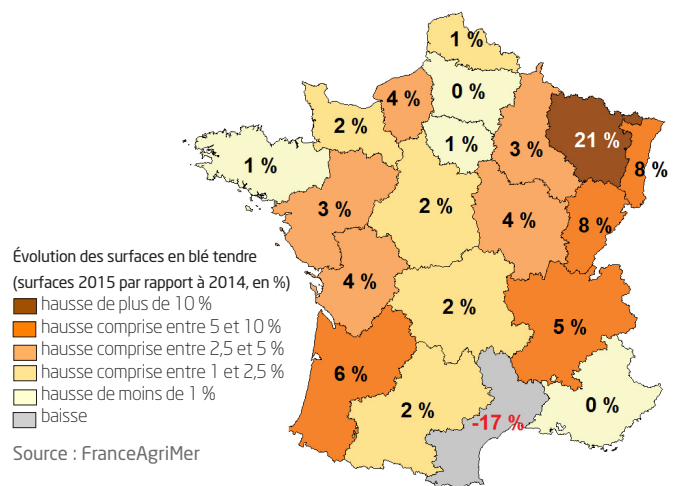 1 %
0 %
4 %
2 %
1 %
3 %
21 %
8 %
1 %
3 %
2 %
4 %
8 %
4 %
2 %
5 %
6 %
2 %
-17 %
0 %
Évolution des surfaces en blé tendre
(surfaces 2015 par rapport à 2014, en %)
hausse de plus de 10 %
hausse comprise entre 5 et 10 %
hausse comprise entre 2,5 et 5 %
hausse comprise entre 1 et 2,5 %
hausse de moins de 1 %
baisse
Source : FranceAgriMer